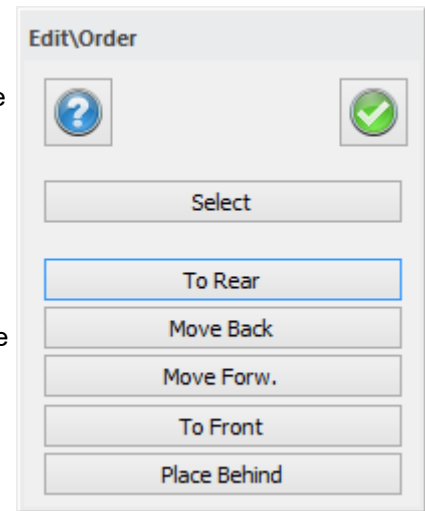 Edit\Order
e
Select
To Rear
Move Back
e
Move Forw.
To Front
Place Behind